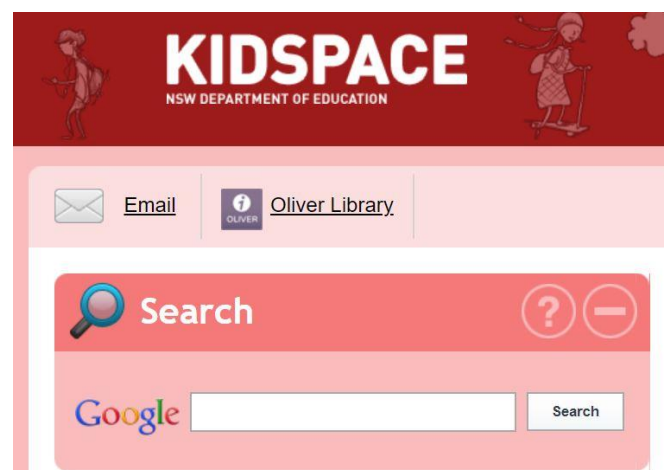 KIDSPACE
NSW DEPARTMENT OF EDUCATION
Email
i
OLIVER
Oliver Library
Search
?
Google
Search